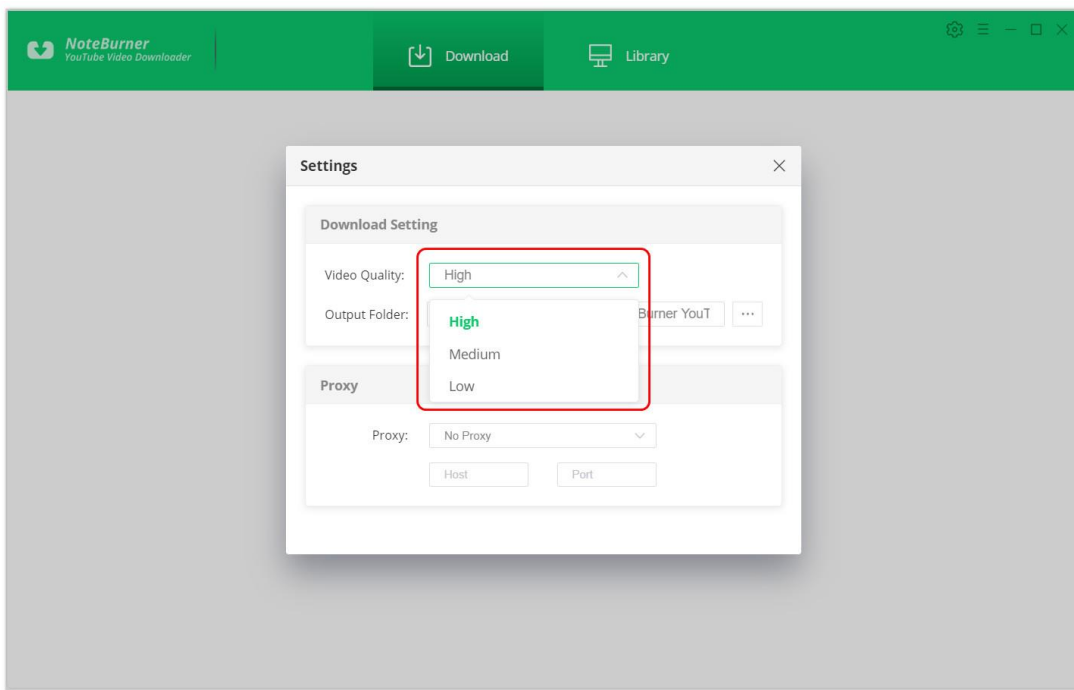 NoteBurner
YouTube Video Downloader
Download
Library
Settings
Download Setting
Video Quality: High
Output Folder: Burner YouT ...
High
Medium
Low
Proxy
Proxy: No Proxy
Host Port